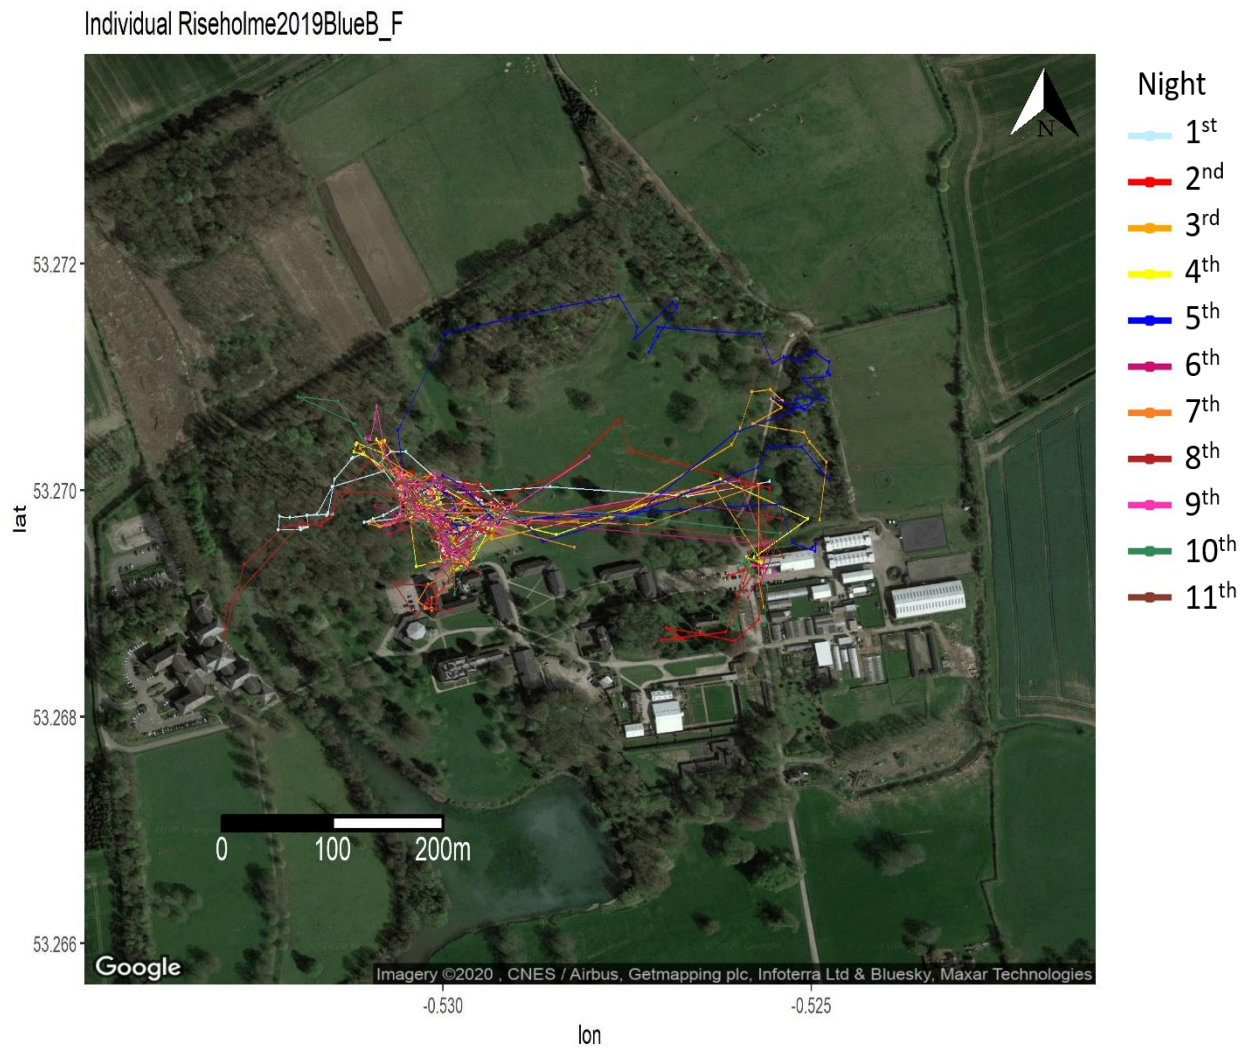 Individual Riseholme2019BlueB_F
N
Night
1st
2nd
3rd
4th
5th
6th
7th
8th
9th
10th
11th
53.272
53.270
53.268
53.266
lat
0 100 200m
Google
Imagery ©2020 , CNES / Airbus, Getmapping plc, Infoterra Ltd & Bluesky, Maxar Technologies
-0.530 -0.525
lon